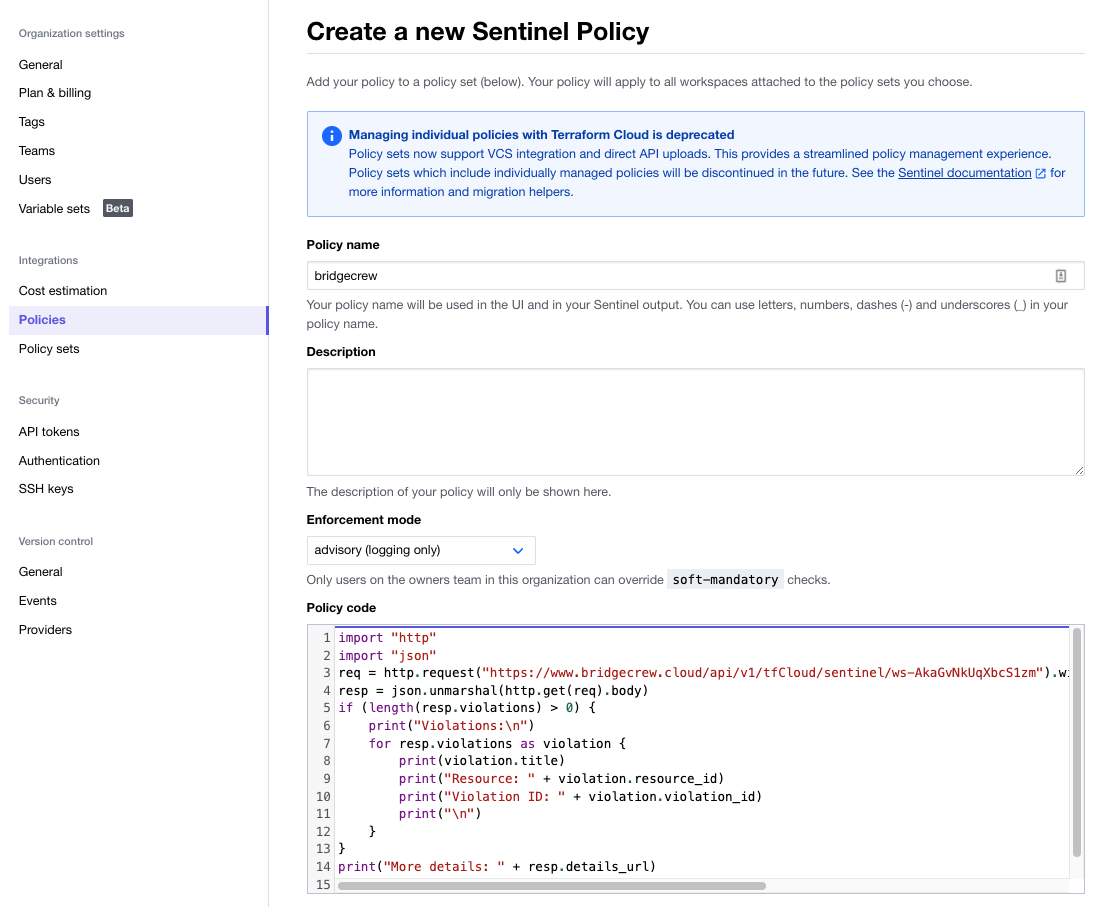 Organization settings
General
Plan & billing
Tags
Teams
Users
Variable sets Beta
Integrations
Cost estimation
Policies
Policy sets
Security
API tokens
Authentication
SSH keys
Version control
General
Events
Providers
Create a new Sentinel Policy
Add your policy to a policy set (below). Your policy will apply to all workspaces attached to the policy sets you choose.
Managing individual policies with Terraform Cloud is deprecated
Policy sets now support VCS integration and direct API uploads. This provides a streamlined policy management experience.
Policy sets which include individually managed policies will be discontinued in the future. See the Sentinel documentation for
more information and migration helpers.
Policy name
bridgecrew
Your policy name will be used in the UI and in your Sentinel output. You can use letters, numbers, dashes (-) and underscores (_) in your
policy name.
Description
The description of your policy will only be shown here.
Enforcement mode
advisory (logging only)
Only users on the owners team in this organization can override soft-mandatory checks.
Policy code
1 import "http"
2 import "json"
3 req = http.request("https://www.bridgecrew.cloud/api/v1/tfCloud/sentinel/ws-AkaGvNkUqXbcS1zm").wi
4 resp = json.unmarshal(http.get(req).body)
5 if (length(resp.violations) > 0) {
6 print("Violations:\n")
7 for resp.violations as violation {
8 print(violation.title)
9 print("Resource: " + violation.resource_id)
10 print("Violation ID: " + violation.violation_id)
11 print("\n")
12 }
13 }
14 print("More details: " + resp.details_url)
15